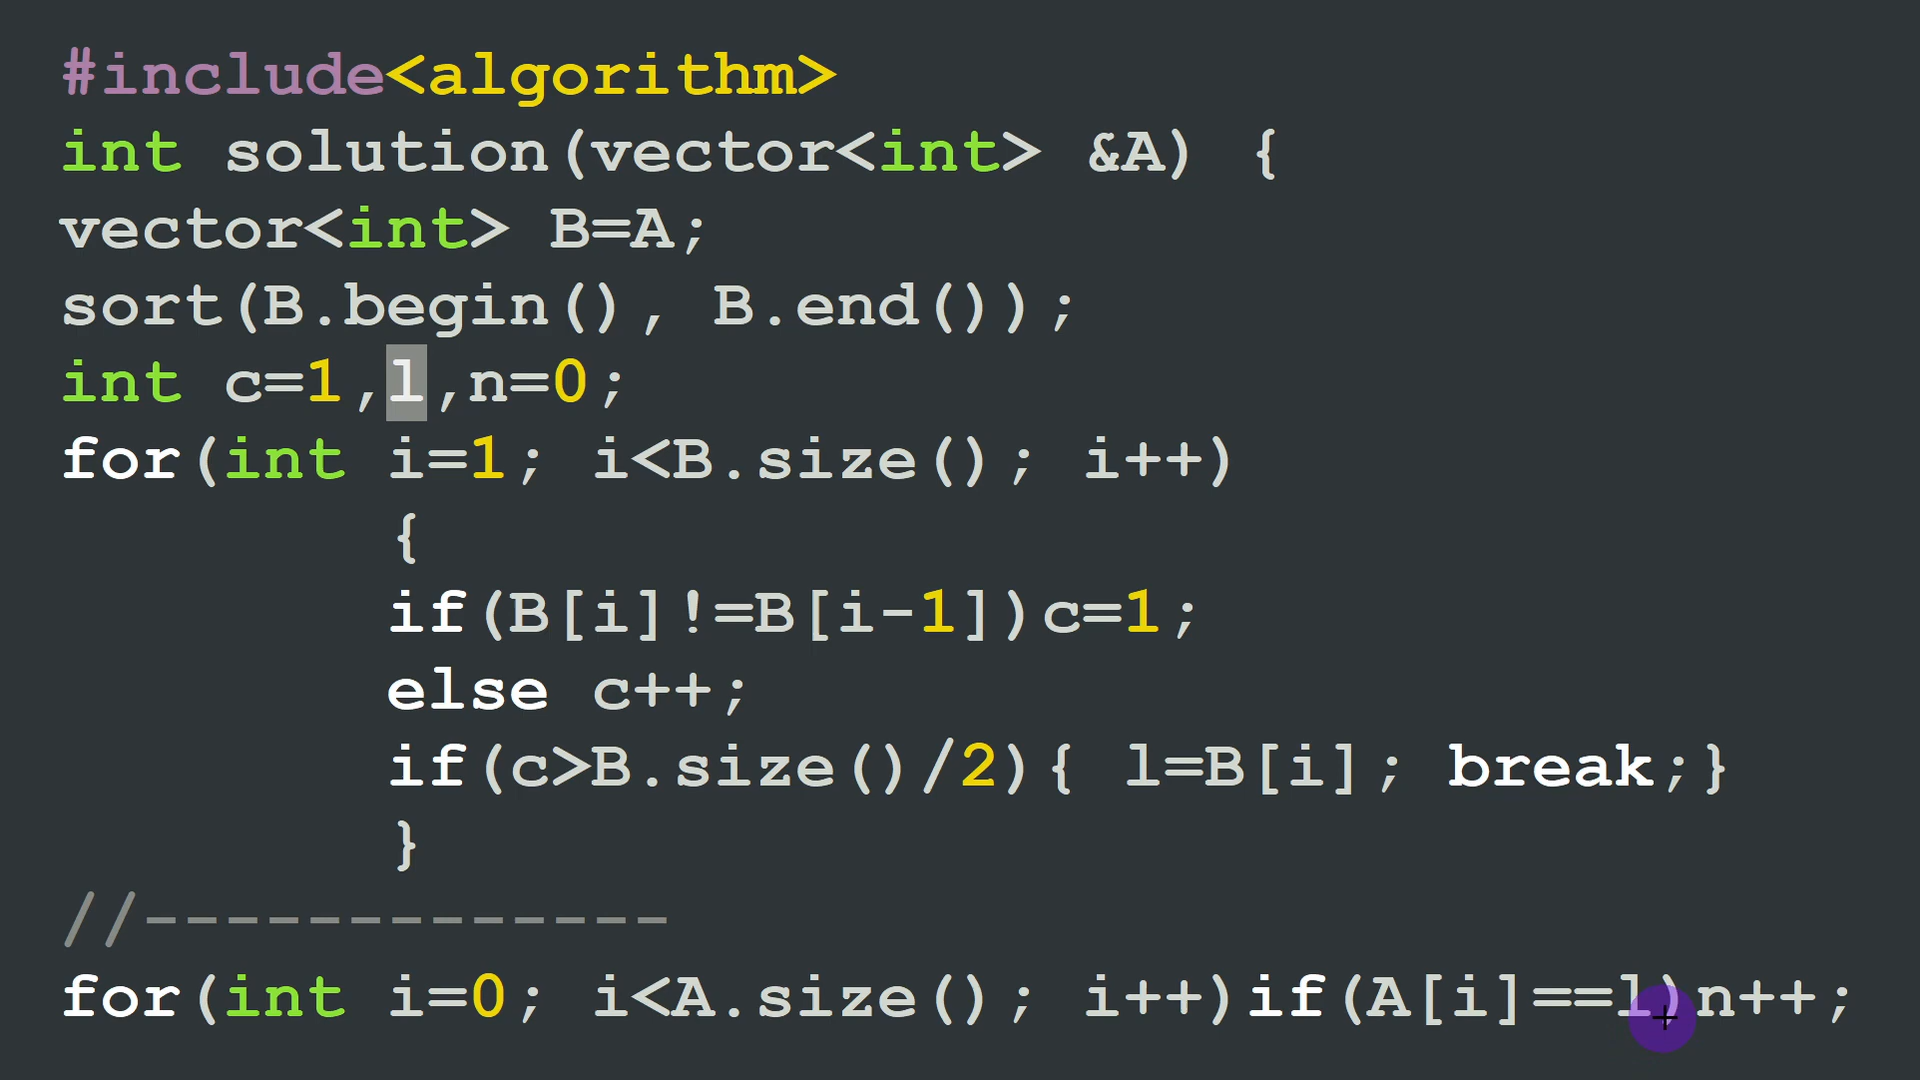 #include<algorithm>
int solution(vector<int> &A) {
vector<int> B=A;
sort(B.begin(), B.end());
int c=1,l,n=0;
for(int i=1; i<B.size(); i++)
{
if(B[i]!=B[i-1])c=1;
else c++;
if(c>B.size()/2){ l=B[i]; break;}
}
//-------------
for(int i=0; i<A.size(); i++)if(A[i]==l)n++;